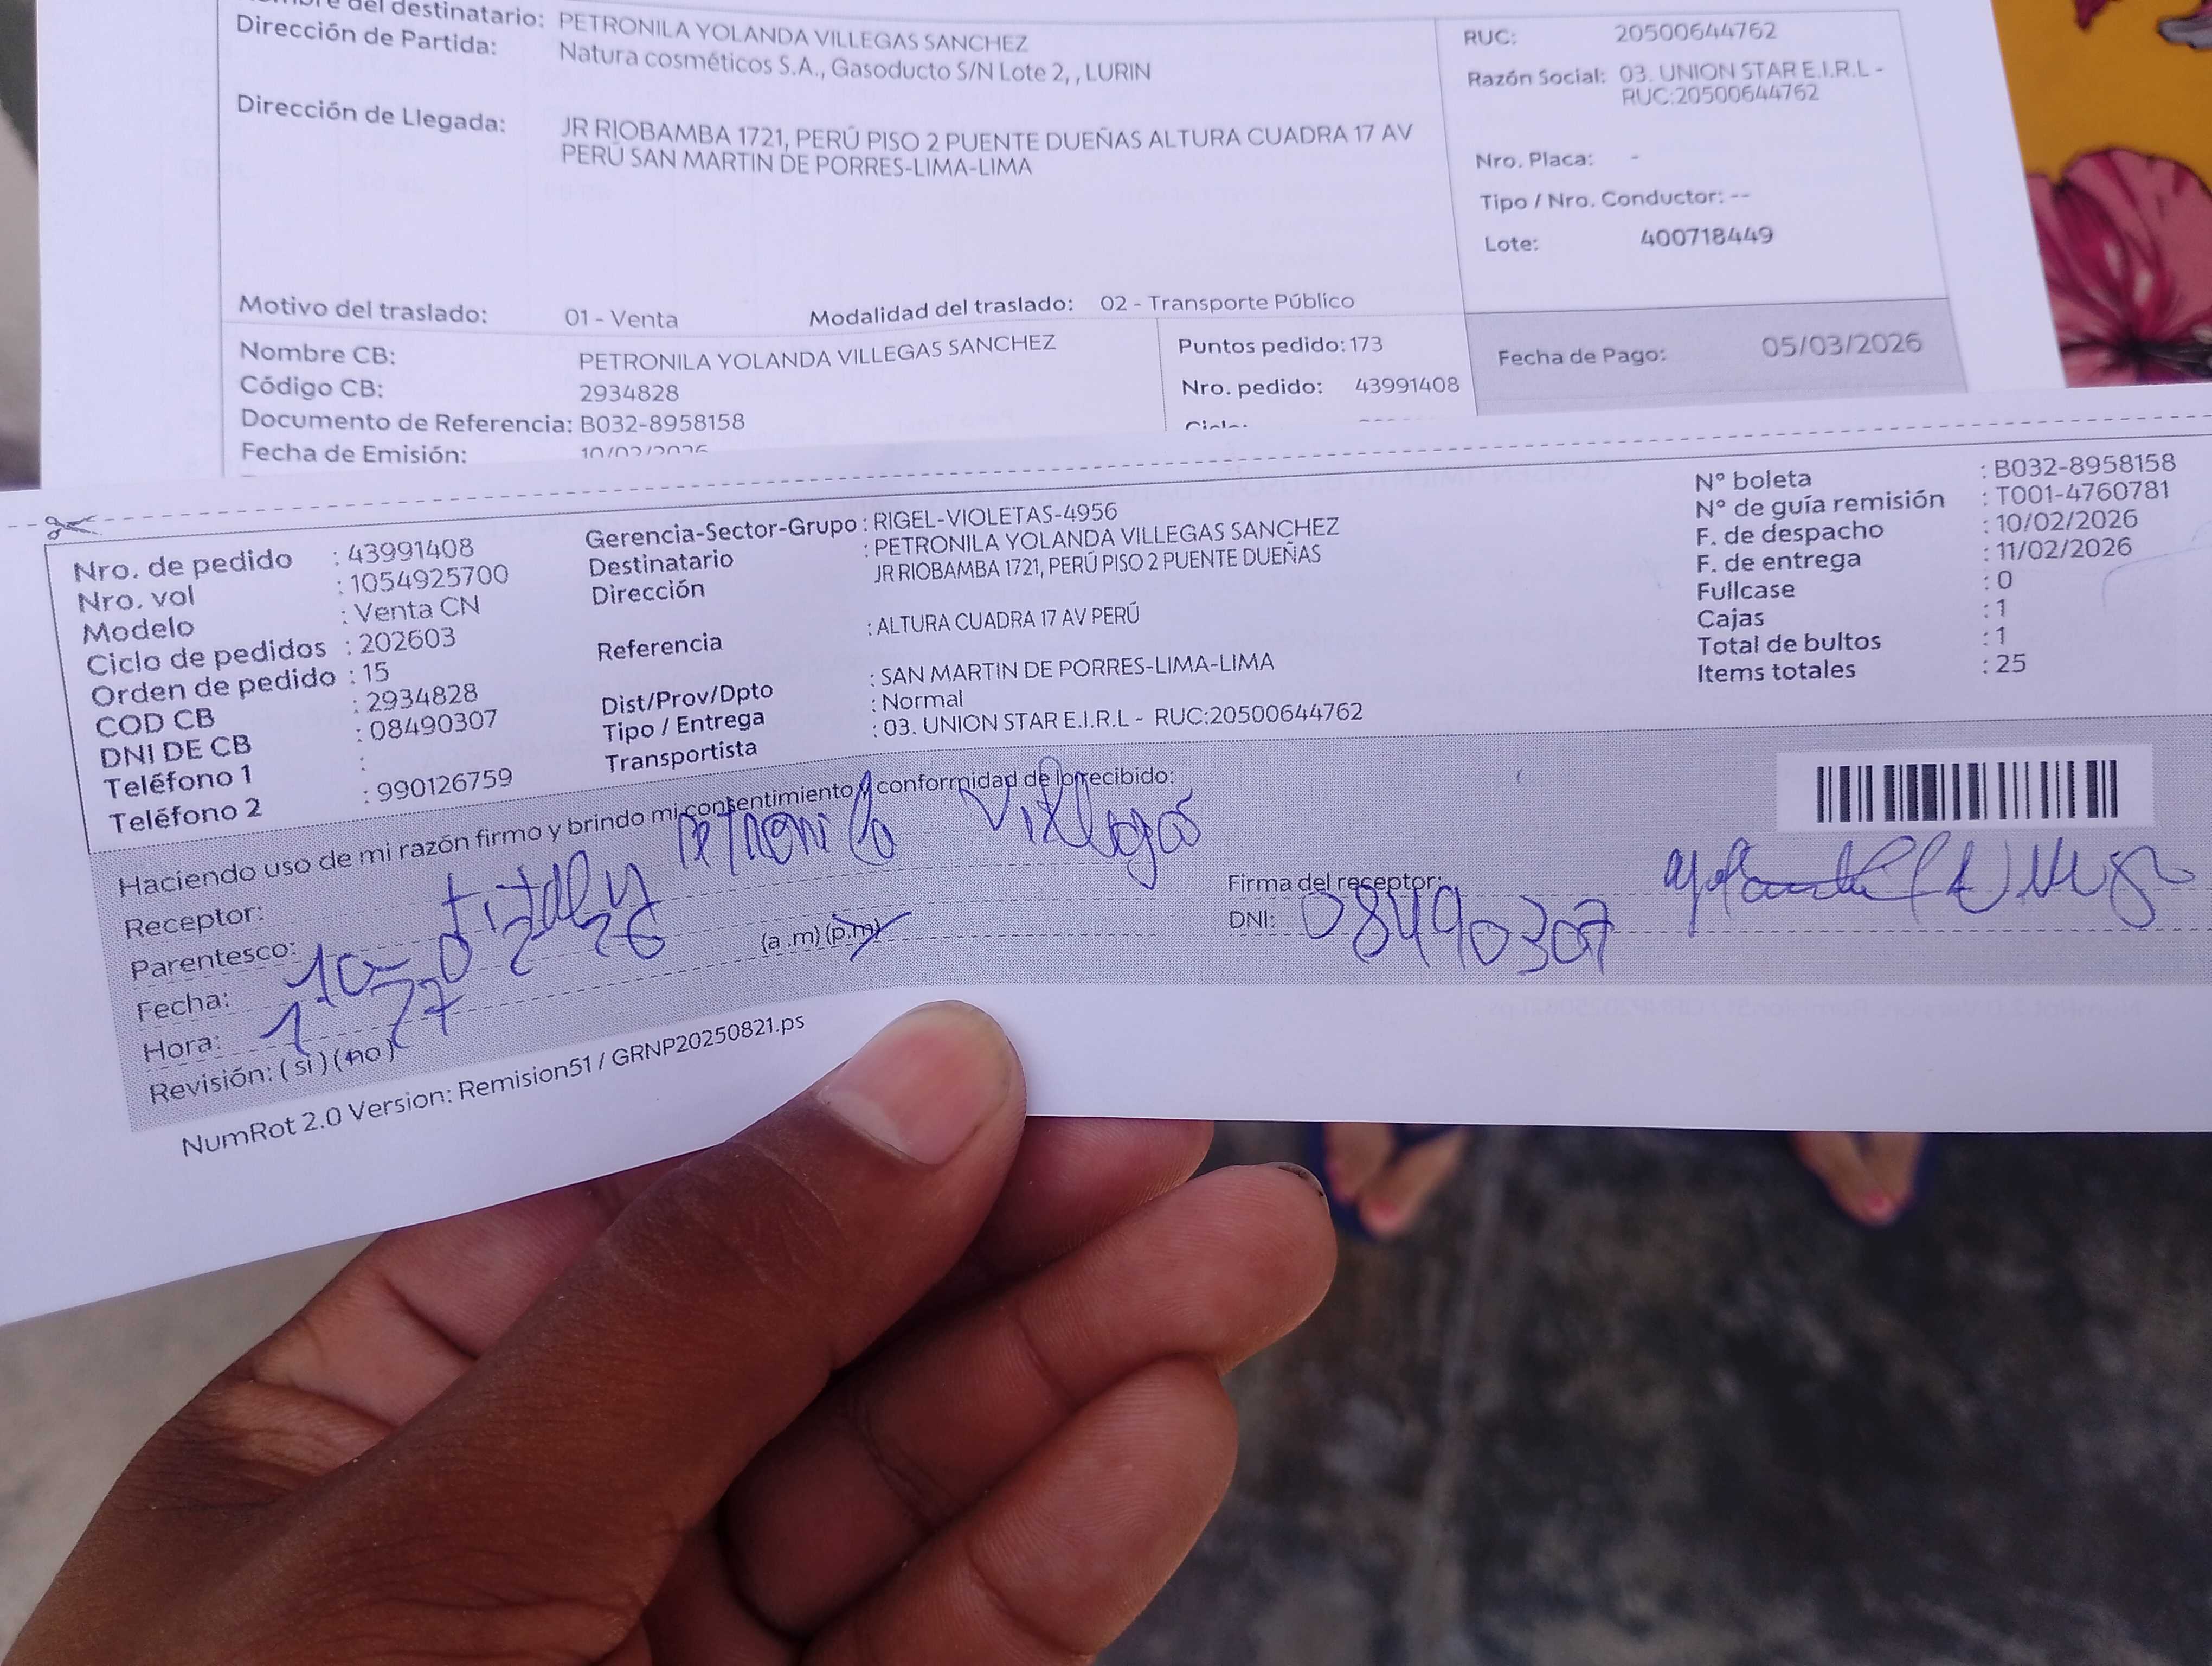 del destinatario: PETRONILA YOLANDA VILLEGAS SANCHEZ
Dirección de Partida: Natura cosméticos S.A., Gasoducto S/N Lote 2, , LURIN
Dirección de Llegada: JR RIOBAMBA 1721, PERÚ PISO 2 PUENTE DUEÑAS ALTURA CUADRA 17 AV
PERÚ SAN MARTIN DE PORRES-LIMA-LIMA
Motivo del traslado: 01 - Venta Modalidad del traslado: 02 - Transporte Público
RUC: 20500644762
Razón Social: 03. UNION STAR E.I.R.L -
RUC:20500644762
Nro. Placa: -
Tipo / Nro. Conductor: --
Lote: 400718449
Nombre CB: PETRONILA YOLANDA VILLEGAS SANCHEZ
Código CB: 2934828
Documento de Referencia: B032-8958158
Fecha de Emisión: 10/02/2026
Puntos pedido: 173
Nro. pedido: 43991408
Ciclo:
Fecha de Pago: 05/03/2026
Nro. de pedido : 43991408
Nro. vol : 1054925700
Modelo : Venta CN
Ciclo de pedidos : 202603
Orden de pedido : 15
COD CB : 2934828
DNI DE CB : 08490307
Teléfono 1 :
Teléfono 2 : 990126759
Gerencia-Sector-Grupo : RIGEL-VIOLETAS-4956
Destinatario : PETRONILA YOLANDA VILLEGAS SANCHEZ
Dirección JR RIOBAMBA 1721, PERÚ PISO 2 PUENTE DUEÑAS
Referencia : ALTURA CUADRA 17 AV PERÚ
Dist/Prov/Dpto : SAN MARTIN DE PORRES-LIMA-LIMA
Tipo / Entrega : Normal
Transportista : 03. UNION STAR E.I.R.L - RUC:20500644762
N° boleta : B032-8958158
N° de guía remisión : T001-4760781
F. de despacho : 10/02/2026
F. de entrega : 11/02/2026
Fullcase : 0
Cajas : 1
Total de bultos : 1
Items totales : 25
Haciendo uso de mi razón firmo y brindo mi consentimiento y conformidad de lo recibido:
Receptor: Petronila Villegas
Parentesco:
Fecha: 10-02-26
Hora: (a .m) (p.m)
Revisión: ( si ) ( no )
Firma del receptor:
DNI: 08490307
NumRot 2.0 Version: Remision51 / GRNP20250821.ps